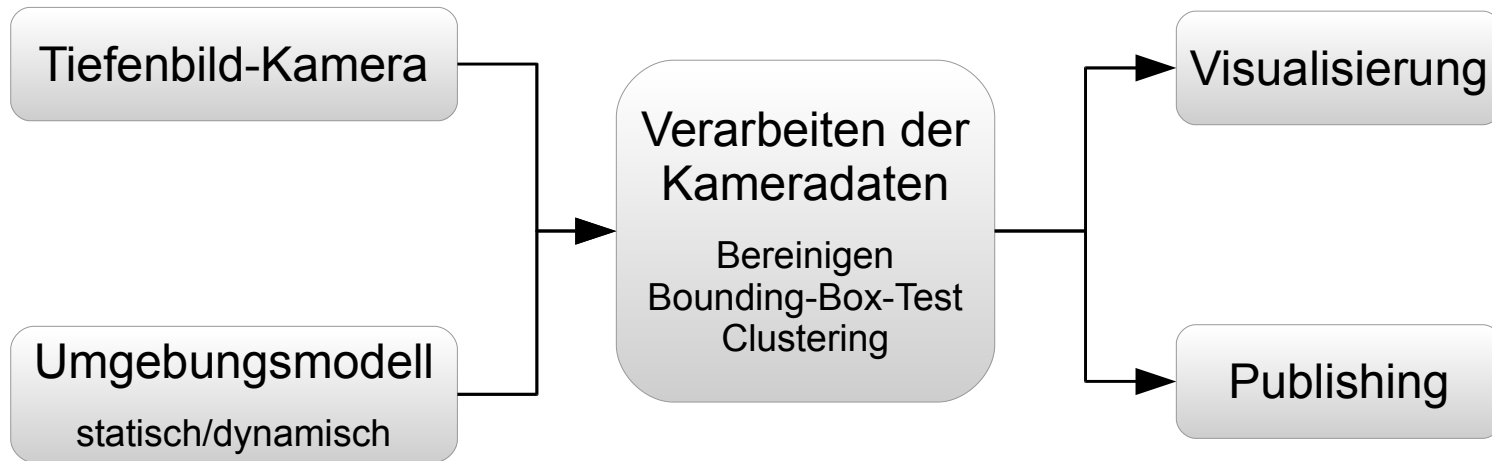 Tiefenbild-Kamera
Umgebungsmodell
statisch/dynamisch
Verarbeiten der
Kameradaten
Bereinigen
Bounding-Box-Test
Clustering
Visualisierung
Publishing